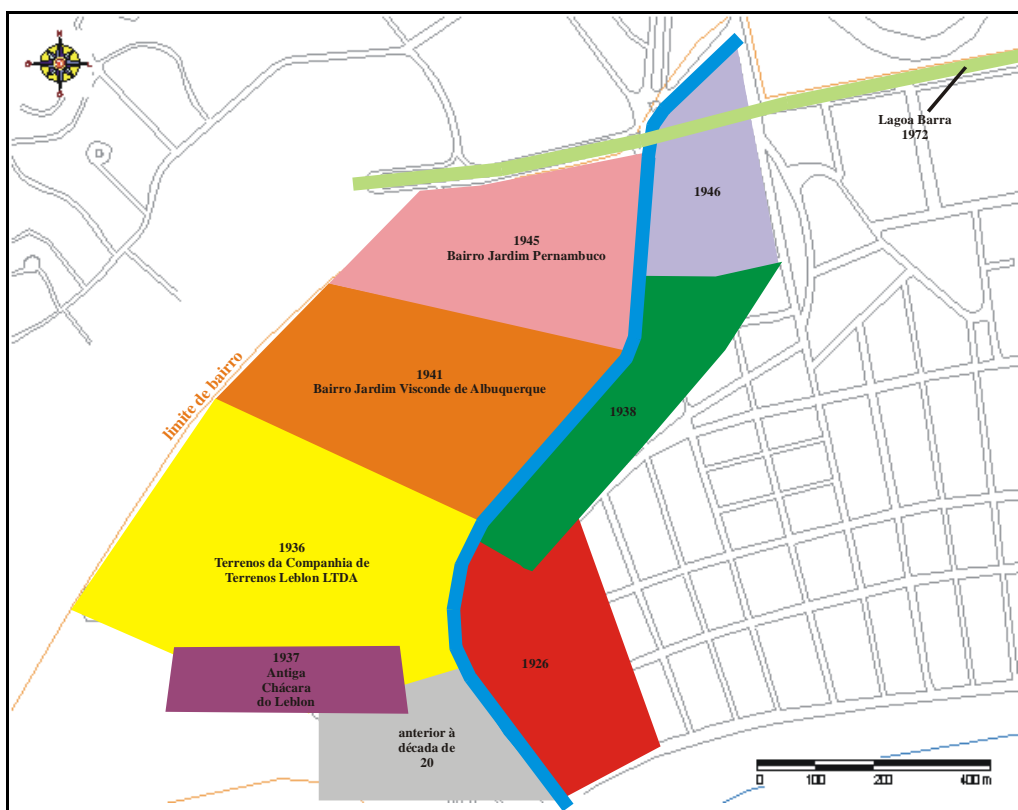 N
L
Lagoa Barra
1972
1946
1945
Bairro Jardim Pernambuco
limite de bairro
1941
Bairro Jardim Visconde de Albuquerque
1938
1936
Terrenos da Companhia de
Terrenos Leblon LTDA
1937
Antiga
Chácara
do Leblon
1926
anterior à
década de
20
0 100 200 400 m